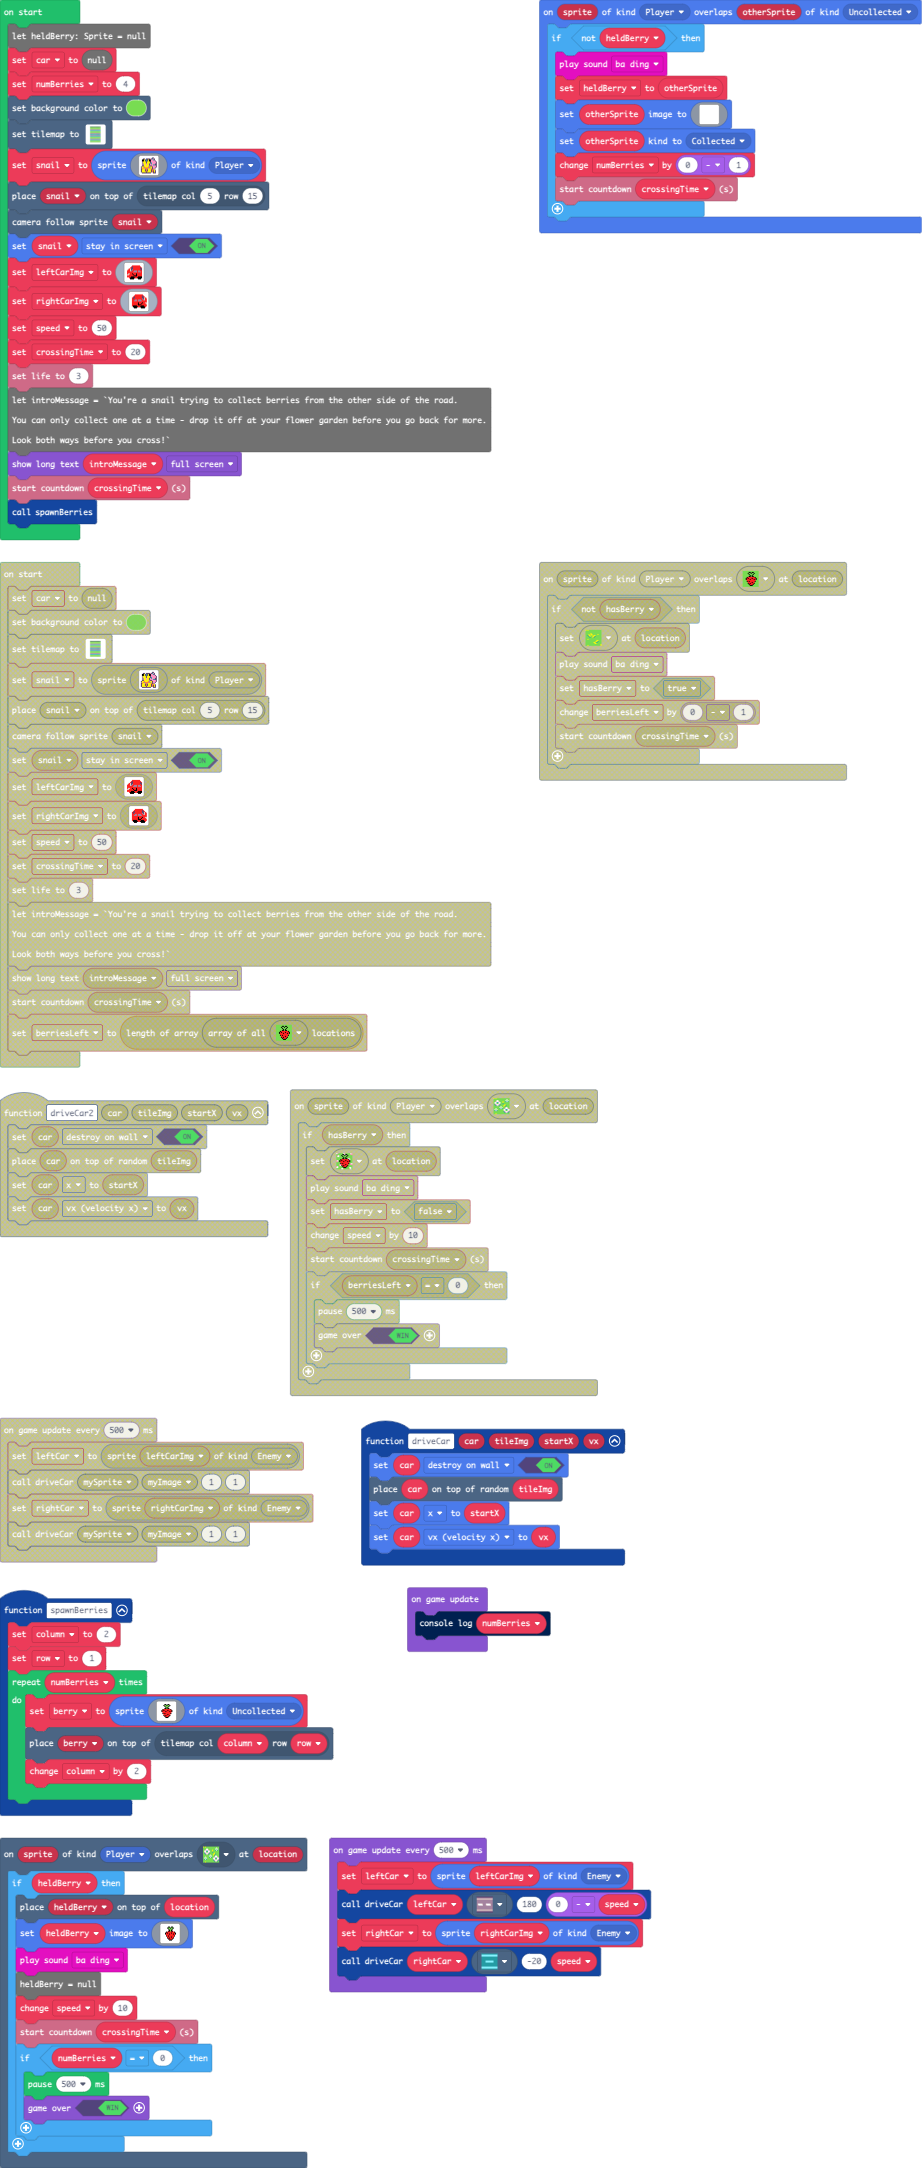 on start
let heldBerry: Sprite = null
set car to null
set numBerries to 4
set background color to
set tilemap to
set snail to sprite of kind Player
place snail on top of tilemap col 5 row 15
camera follow sprite snail
set snail stay in screen ON
set leftCarImg to
set rightCarImg to
set speed to 50
set crossingTime to 20
set life to 3
let introMessage = `You're a snail trying to collect berries from the other side of the road.
You can only collect one at a time - drop it off at your flower garden before you go back for more.
Look both ways before you cross!`
show long text introMessage full screen
start countdown crossingTime (s)
call spawnBerries
on sprite of kind Player overlaps otherSprite of kind Uncollected
if not heldBerry then
play sound ba ding
set heldBerry to otherSprite
set otherSprite image to
set otherSprite kind to Collected
change numBerries by 0 - 1
start countdown crossingTime (s)
on start
set car to null
set background color to
set tilemap to
set snail to sprite of kind Player
place snail on top of tilemap col 5 row 15
camera follow sprite snail
set snail stay in screen ON
set leftCarImg to
set rightCarImg to
set speed to 50
set crossingTime to 20
set life to 3
let introMessage = `You're a snail trying to collect berries from the other side of the road.
You can only collect one at a time - drop it off at your flower garden before you go back for more.
Look both ways before you cross!`
show long text introMessage full screen
start countdown crossingTime (s)
set berriesLeft to length of array array of all locations
on sprite of kind Player overlaps at location
if not hasBerry then
set at location
play sound ba ding
set hasBerry to true
change berriesLeft by 0 - 1
start countdown crossingTime (s)
function driveCar2 car tileImg startX vx
set car destroy on wall ON
place car on top of random tileImg
set car x to startX
set car vx (velocity x) to vx
on sprite of kind Player overlaps at location
if hasBerry then
set at location
play sound ba ding
set hasBerry to false
change speed by 10
start countdown crossingTime (s)
if berriesLeft = 0 then
pause 500 ms
game over WIN
on game update every 500 ms
set leftCar to sprite leftCarImg of kind Enemy
call driveCar mySprite myImage 1 1
set rightCar to sprite rightCarImg of kind Enemy
call driveCar mySprite myImage 1 1
function driveCar car tileImg startX vx
set car destroy on wall ON
place car on top of random tileImg
set car x to startX
set car vx (velocity x) to vx
function spawnBerries
set column to 2
set row to 1
repeat numBerries times
do
set berry to sprite of kind Uncollected
place berry on top of tilemap col column row row
change column by 2
on game update
console log numBerries
on sprite of kind Player overlaps at location
if heldBerry then
place heldBerry on top of location
set heldBerry image to
play sound ba ding
heldBerry = null
change speed by 10
start countdown crossingTime (s)
if numBerries = 0 then
pause 500 ms
game over WIN
on game update every 500 ms
set leftCar to sprite leftCarImg of kind Enemy
call driveCar leftCar 180 0 - speed
set rightCar to sprite rightCarImg of kind Enemy
call driveCar rightCar -20 speed